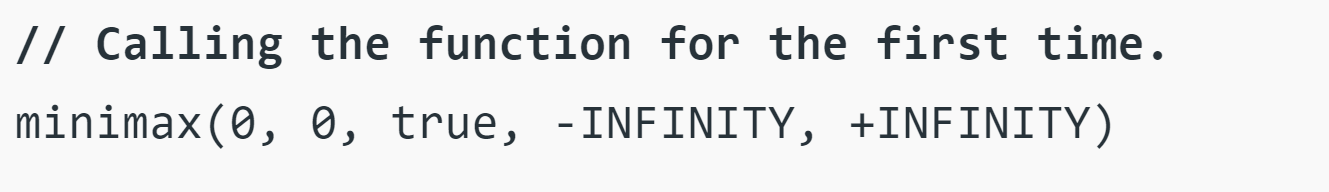 // Calling the function for the first time.
minimax(0, 0, true, -INFINITY, +INFINITY)